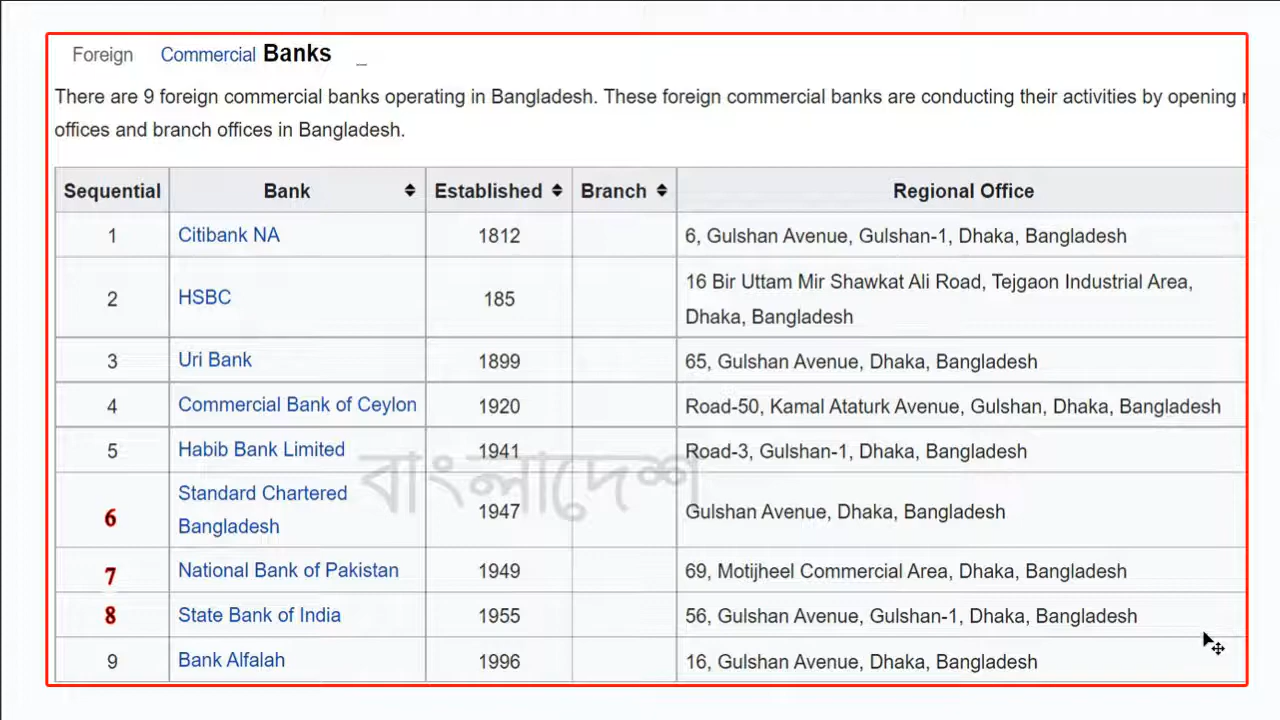 Foreign Commercial Banks _
There are 9 foreign commercial banks operating in Bangladesh. These foreign commercial banks are conducting their activities by opening
offices and branch offices in Bangladesh.
Sequential Bank Established Branch Regional Office
1 Citibank NA 1812 6, Gulshan Avenue, Gulshan-1, Dhaka, Bangladesh
2 HSBC 185 16 Bir Uttam Mir Shawkat Ali Road, Tejgaon Industrial Area,
Dhaka, Bangladesh
3 Uri Bank 1899 65, Gulshan Avenue, Dhaka, Bangladesh
4 Commercial Bank of Ceylon 1920 Road-50, Kamal Ataturk Avenue, Gulshan, Dhaka, Bangladesh
5 Habib Bank Limited 1941 Road-3, Gulshan-1, Dhaka, Bangladesh
বাংলাদেশ
6 Standard Chartered
Bangladesh 1947 Gulshan Avenue, Dhaka, Bangladesh
7 National Bank of Pakistan 1949 69, Motijheel Commercial Area, Dhaka, Bangladesh
8 State Bank of India 1955 56, Gulshan Avenue, Gulshan-1, Dhaka, Bangladesh
9 Bank Alfalah 1996 16, Gulshan Avenue, Dhaka, Bangladesh